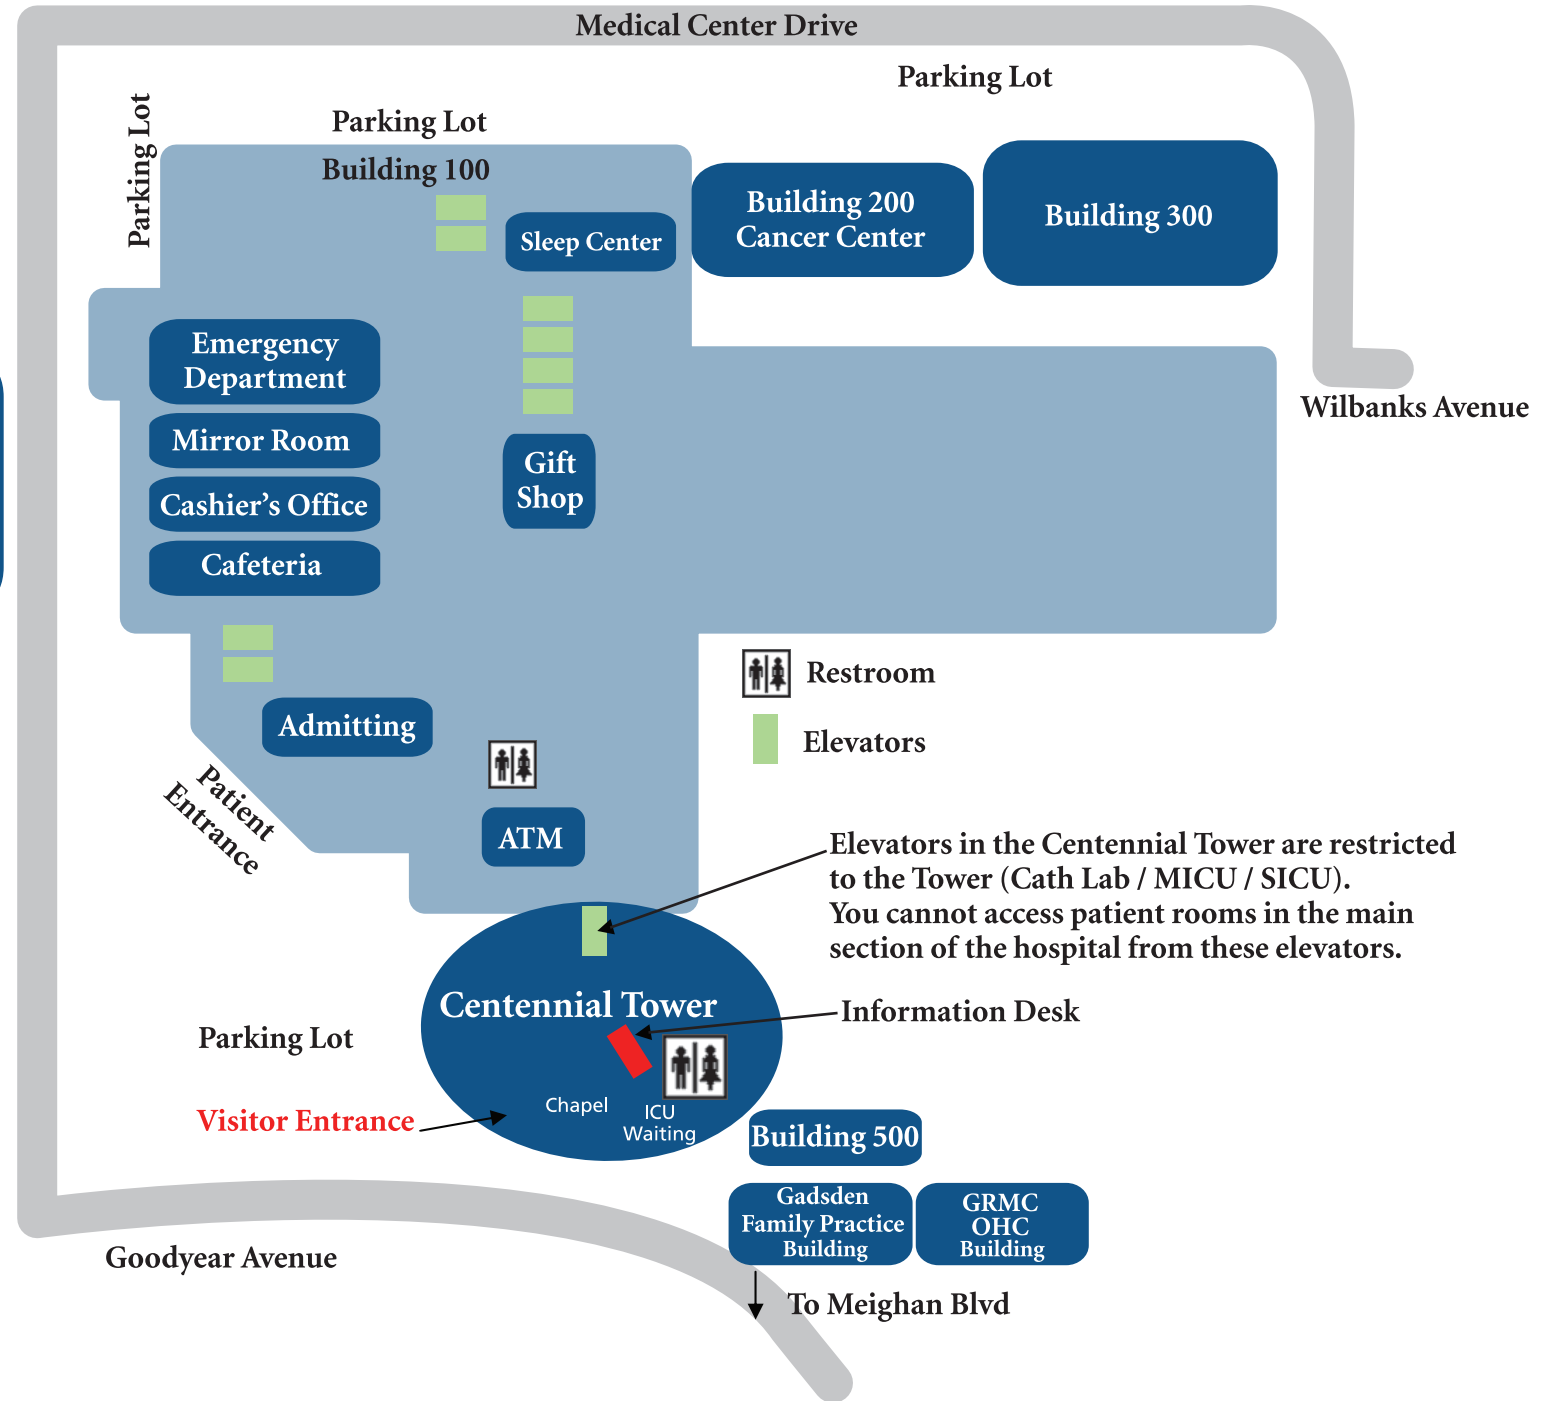 Medical Center Drive
Parking Lot
Parking Lot
Parking Lot
Building 100
Sleep Center
Building 200
Cancer Center
Building 300
Emergency
Department
Mirror Room
Cashier’s Office
Cafeteria
Gift
Shop
Wilbanks Avenue
Restroom
Elevators
Admitting
Patient
Entrance
ATM
Elevators in the Centennial Tower are restricted
to the Tower (Cath Lab / MICU / SICU).
You cannot access patient rooms in the main
section of the hospital from these elevators.
Centennial Tower
Information Desk
Parking Lot
Visitor Entrance
Chapel
ICU
Waiting
Building 500
Gadsden
Family Practice
Building
GRMC
OHC
Building
Goodyear Avenue
To Meighan Blvd